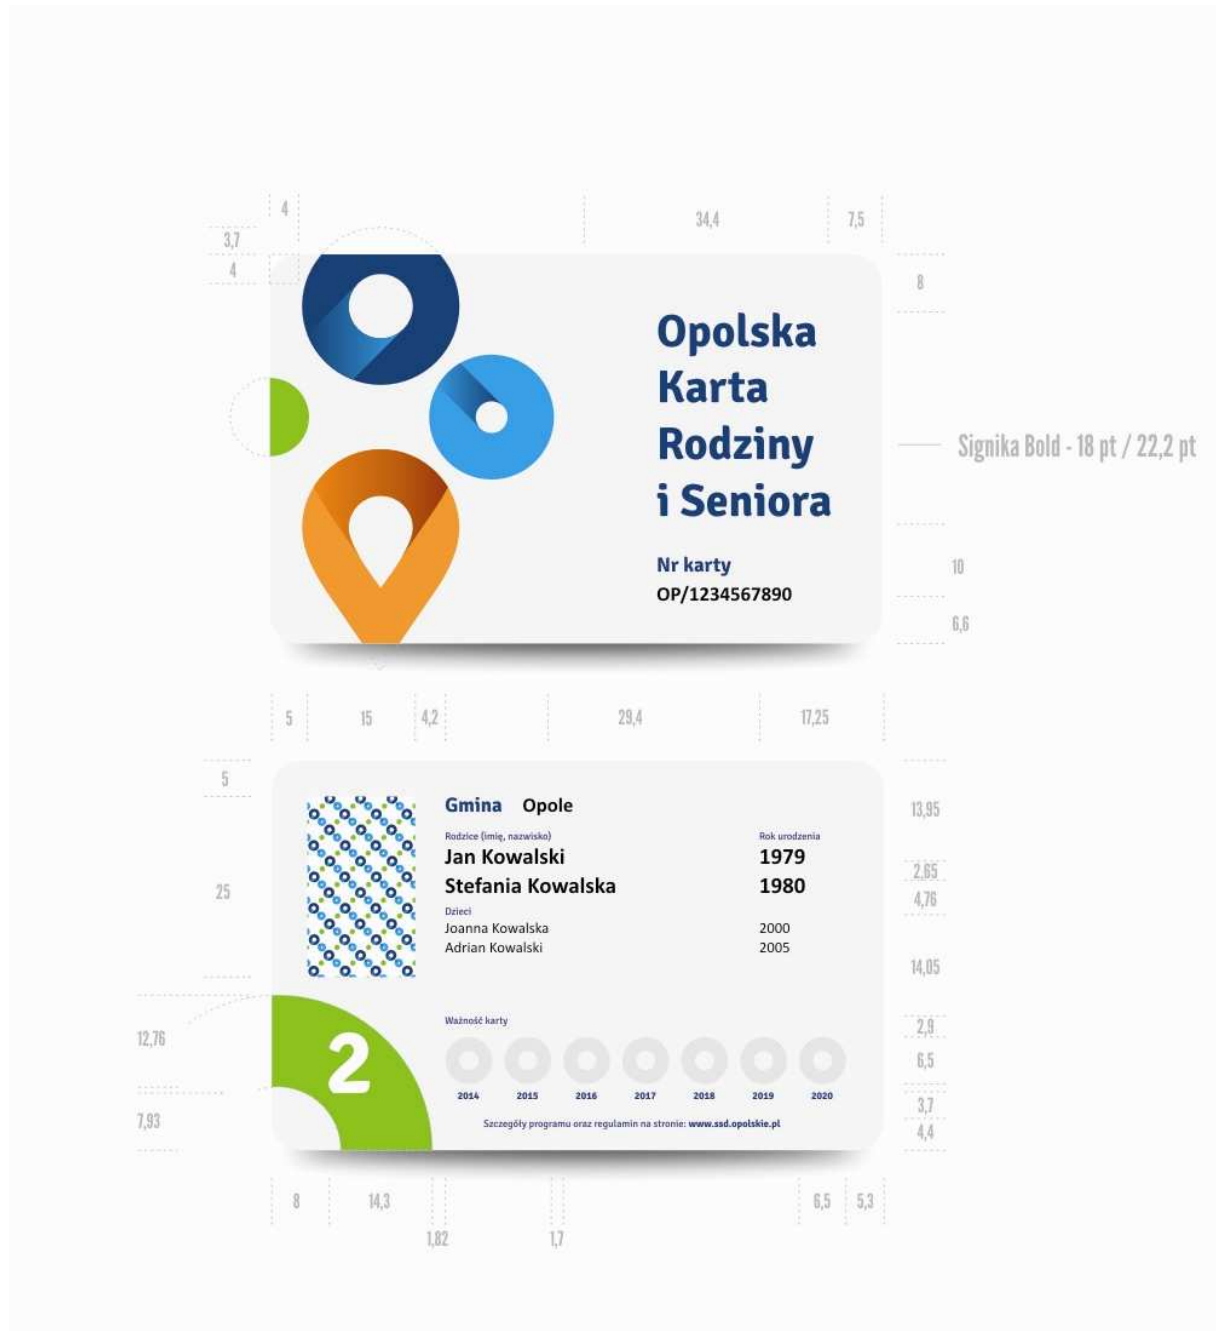 4
34,4
7,5
3,7
4
8
Opolska
Karta
Rodziny
i Seniora
Signika Bold - 18 pt / 22,2 pt
Nr karty
OP/1234567890
10
6,6
5
15
4,2
29,4
17,25
5
25
12,76
7,93
Gmina Opole
Rodzice (imię, nazwisko) Rok urodzenia
Jan Kowalski 1979
Stefania Kowalska 1980
Dzieci
Joanna Kowalska 2000
Adrian Kowalski 2005
2
Ważność karty
2014 2015 2016 2017 2018 2019 2020
Szczegóły programu oraz regulamin na stronie: www.ssd.opolskie.pl
13,95
2,65
4,76
14,05
2,9
6,5
3,7
4,4
8
14,3
1,82
1,7
6,5
5,3